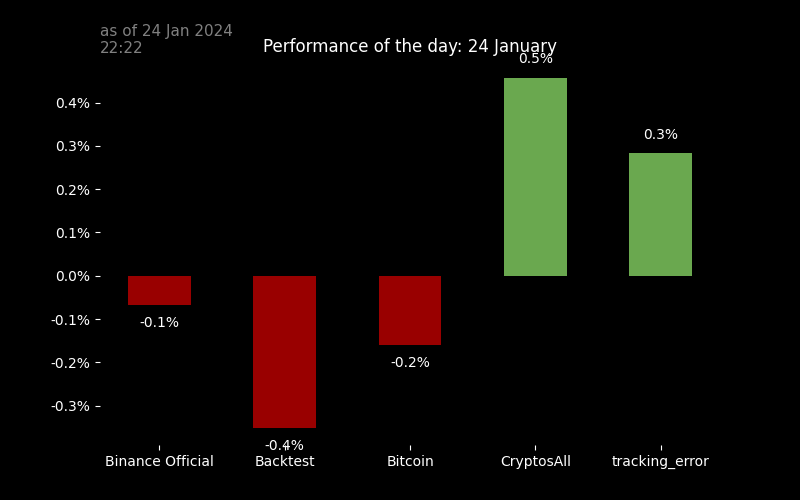 as of 24 Jan 2024
22:22
Performance of the day: 24 January
0.5%
0.4%
0.3%
0.3%
0.2%
0.1%
0.0%
-0.1%
-0.1%
-0.2%
-0.2%
-0.3%
-0.4%
Binance Official
Backtest
Bitcoin
CryptosAll
tracking_error